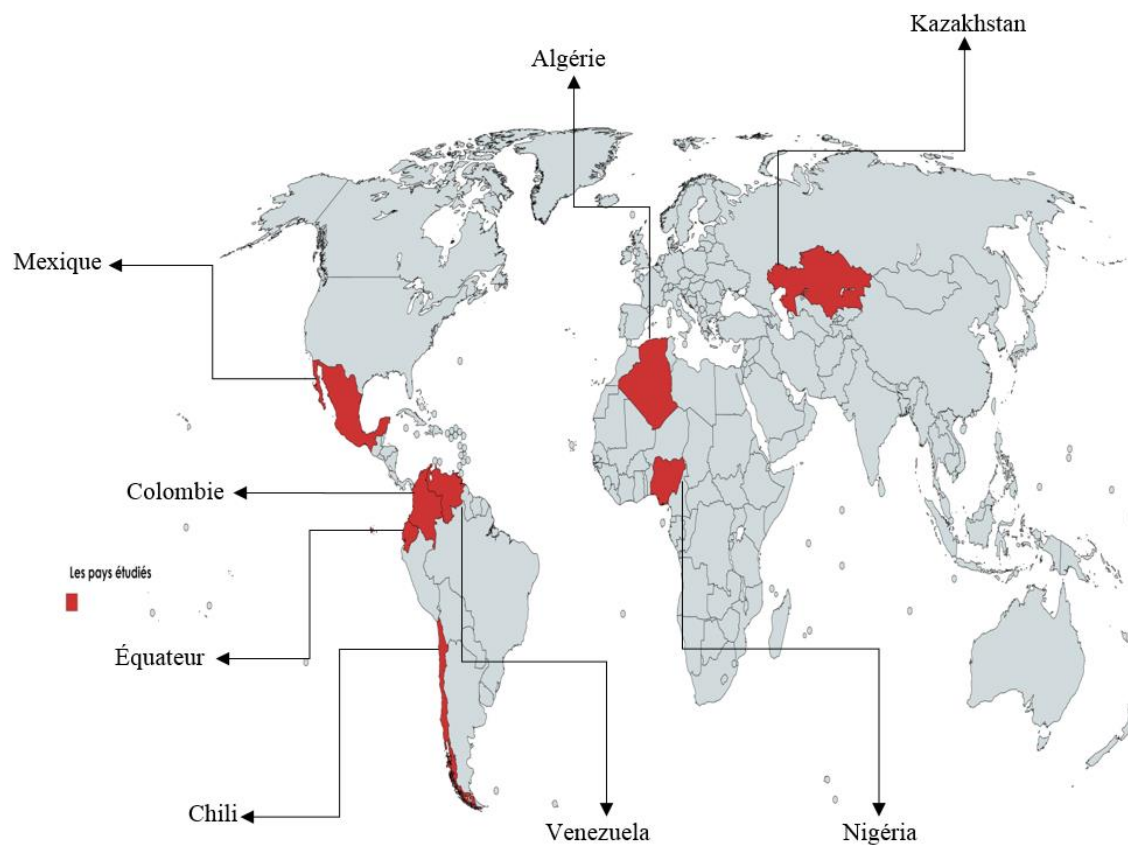 Kazakhstan
Algérie
Mexique
Colombie
Les pays étudiés
Équateur
Chili
Venezuela
Nigéria